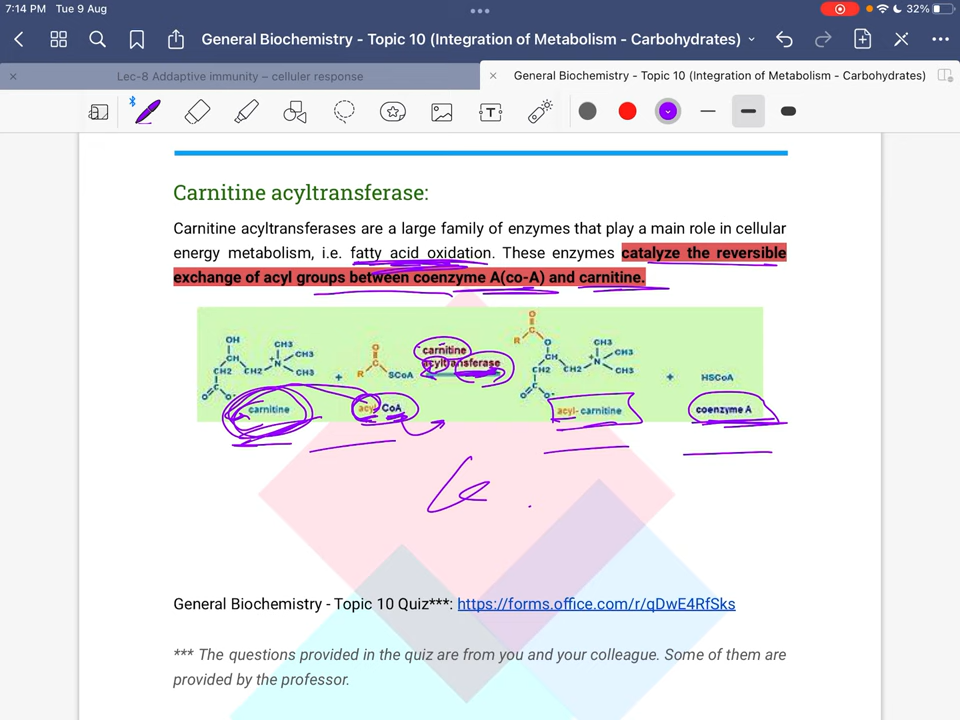 7:14 PM Tue 9 Aug
32%
General Biochemistry - Topic 10 (Integration of Metabolism - Carbohydrates)
Lec-8 Addaptive immunity – celluler response
General Biochemistry - Topic 10 (Integration of Metabolism - Carbohydrates)
T
Carnitine acyltransferase:
Carnitine acyltransferases are a large family of enzymes that play a main role in cellular
energy metabolism, i.e. fatty acid oxidation. These enzymes catalyze the reversible
exchange of acyl groups between coenzyme A(co-A) and carnitine.
OH
CH
CH2
CH2
+
N
CH3
CH3
CH3
O
C
O-
carnitine
+
O
R
C
SCoA
acyl-CoA
carnitine
acyltransferase
O
R
C
O
CH
CH2
CH2
+
N
CH3
CH3
CH3
O
C
O-
acyl-carnitine
+
HSCoA
coenzyme A
General Biochemistry - Topic 10 Quiz***: https://forms.office.com/r/qDwE4RfSks
*** The questions provided in the quiz are from you and your colleague. Some of them are
provided by the professor.